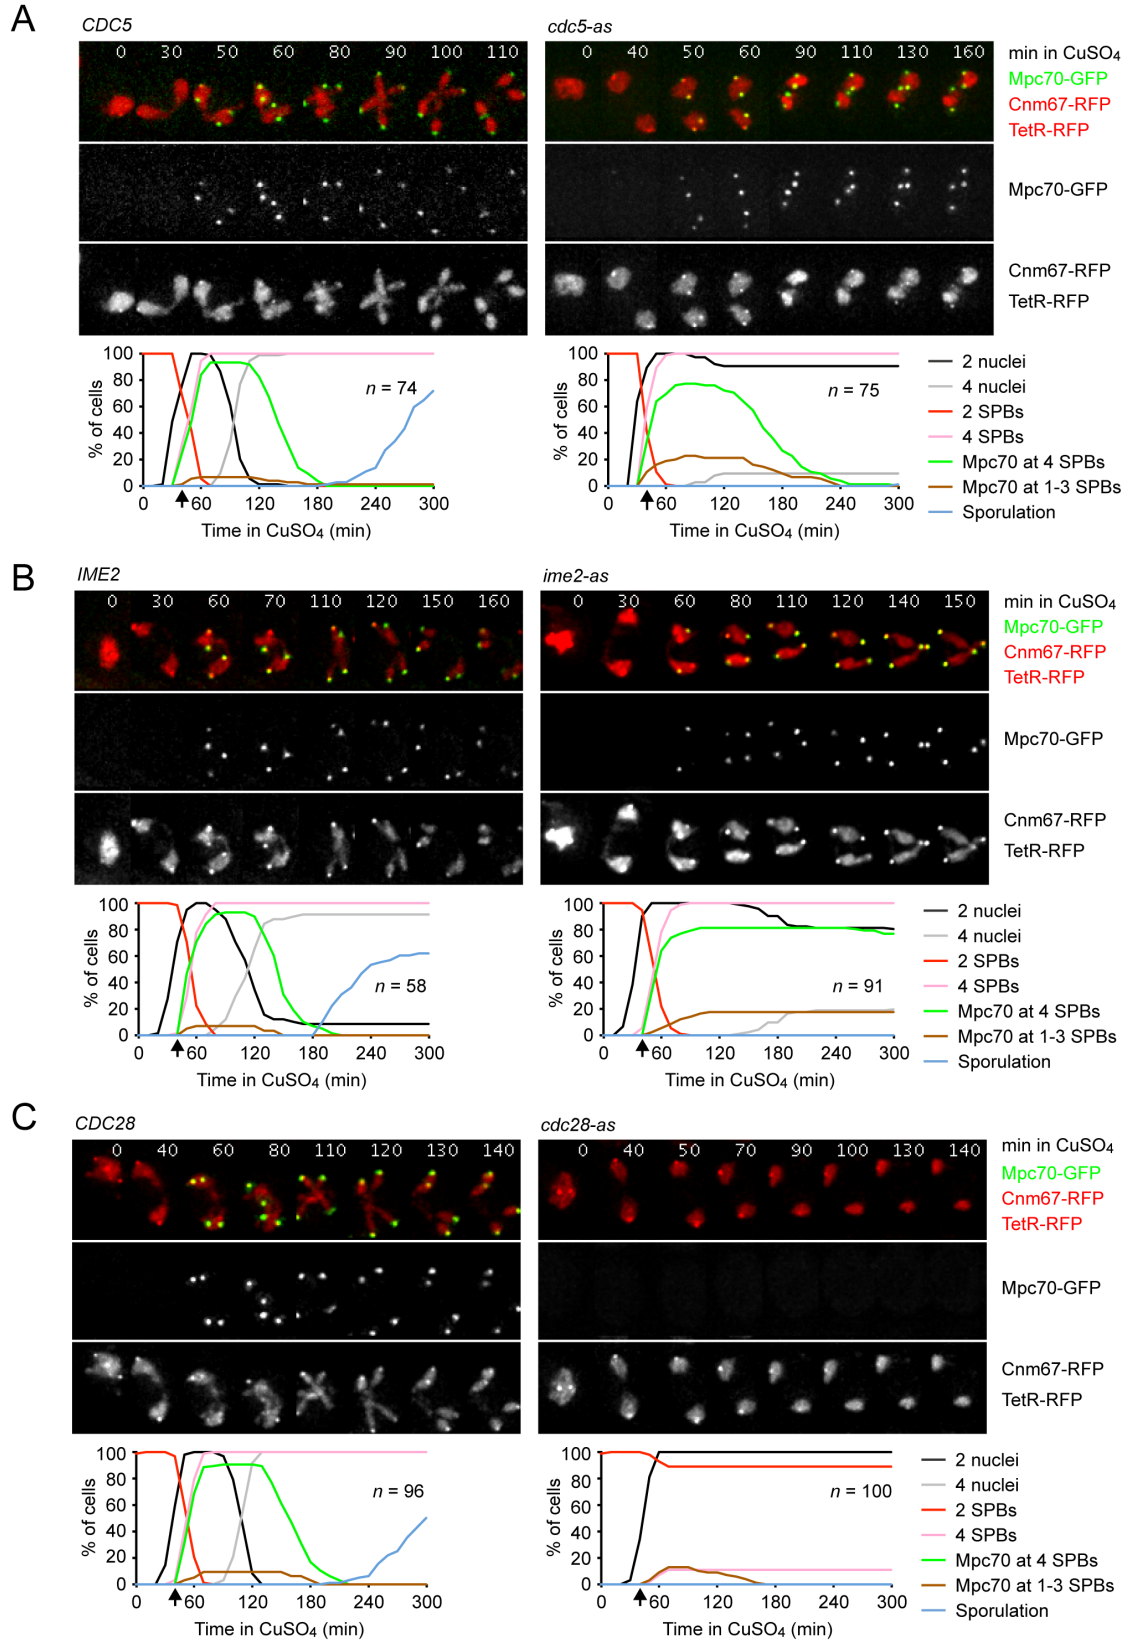 A
CDC5
cdc5-as
0 30 50 60 80 90 100 110
0 40 50 60 90 110 130 160
min in CuSO₄
Mpc70-GFP
Cnm67-RFP
TetR-RFP
Mpc70-GFP
Cnm67-RFP
TetR-RFP
% of cells
100
80
60
40
20
0
n = 74
0 60 120 180 240 300
Time in CuSO₄ (min)
% of cells
100
80
60
40
20
0
n = 75
0 60 120 180 240 300
Time in CuSO₄ (min)
2 nuclei
4 nuclei
2 SPBs
4 SPBs
Mpc70 at 4 SPBs
Mpc70 at 1-3 SPBs
Sporulation
B
IME2
ime2-as
0 30 60 70 110 120 150 160
0 30 60 80 110 120 140 150
min in CuSO₄
Mpc70-GFP
Cnm67-RFP
TetR-RFP
Mpc70-GFP
Cnm67-RFP
TetR-RFP
% of cells
100
80
60
40
20
0
n = 58
0 60 120 180 240 300
Time in CuSO₄ (min)
% of cells
100
80
60
40
20
0
n = 91
0 60 120 180 240 300
Time in CuSO₄ (min)
2 nuclei
4 nuclei
2 SPBs
4 SPBs
Mpc70 at 4 SPBs
Mpc70 at 1-3 SPBs
Sporulation
C
CDC28
cdc28-as
0 40 60 80 110 120 130 140
0 40 50 70 90 100 130 140
min in CuSO₄
Mpc70-GFP
Cnm67-RFP
TetR-RFP
Mpc70-GFP
Cnm67-RFP
TetR-RFP
% of cells
100
80
60
40
20
0
n = 96
0 60 120 180 240 300
Time in CuSO₄ (min)
% of cells
100
80
60
40
20
0
n = 100
0 60 120 180 240 300
Time in CuSO₄ (min)
2 nuclei
4 nuclei
2 SPBs
4 SPBs
Mpc70 at 4 SPBs
Mpc70 at 1-3 SPBs
Sporulation